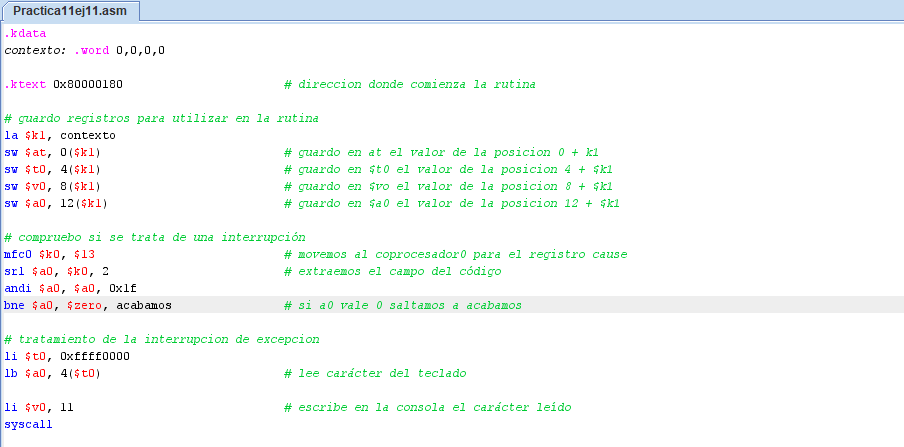 Practica11ej11.asm
.kdata
contexto: .word 0,0,0,0
.ktext 0x80000180 # direccion donde comienza la rutina
# guardo registros para utilizar en la rutina
la $k1, contexto
sw $at, 0($k1) # guardo en at el valor de la posicion 0 + k1
sw $t0, 4($k1) # guardo en $t0 el valor de la posicion 4 + $k1
sw $v0, 8($k1) # guardo en $vo el valor de la posicion 8 + $k1
sw $a0, 12($k1) # guardo en $a0 el valor de la posicion 12 + $k1
# compruebo si se trata de una interrupción
mfc0 $k0, $13 # movemos al coprocesador0 para el registro cause
srl $a0, $k0, 2 # extraemos el campo del código
andi $a0, $a0, 0x1f
bne $a0, $zero, acabamos # si a0 vale 0 saltamos a acabamos
# tratamiento de la interrupcion de excepcion
li $t0, 0xffff0000
lb $a0, 4($t0) # lee carácter del teclado
li $v0, 11 # escribe en la consola el carácter leído
syscall